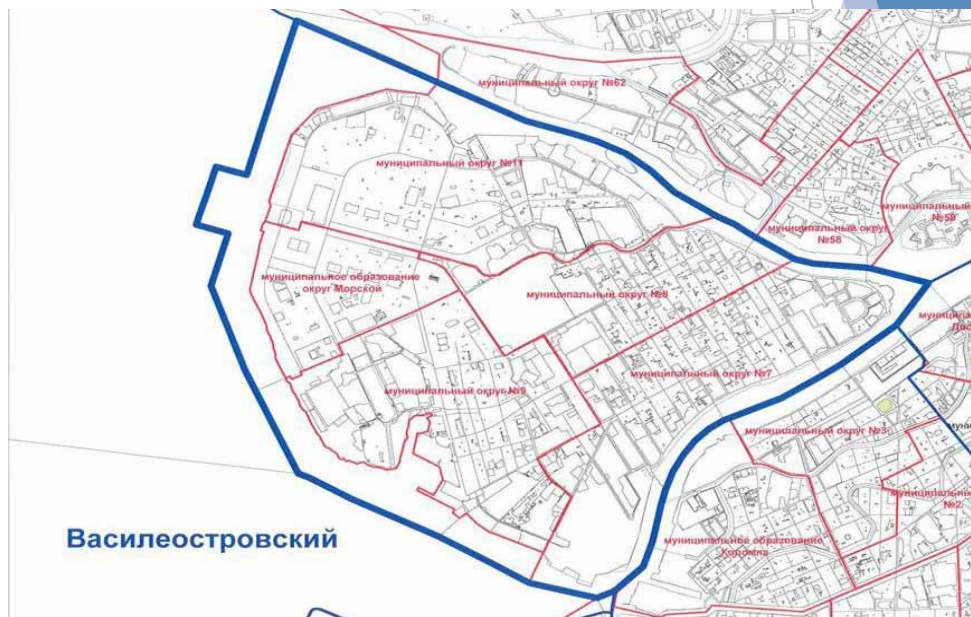 муниципальный округ №62
муниципальный округ №11
муниципальный
№59
муниципальный округ
№58
муниципальное образование
округ Морской
муниципальный округ №8
муниципальный округ №7
муниципальный округ №9
муниципальный округ №3
муниципальный
№2
муниципальное образование
Коломна
Василеостровский